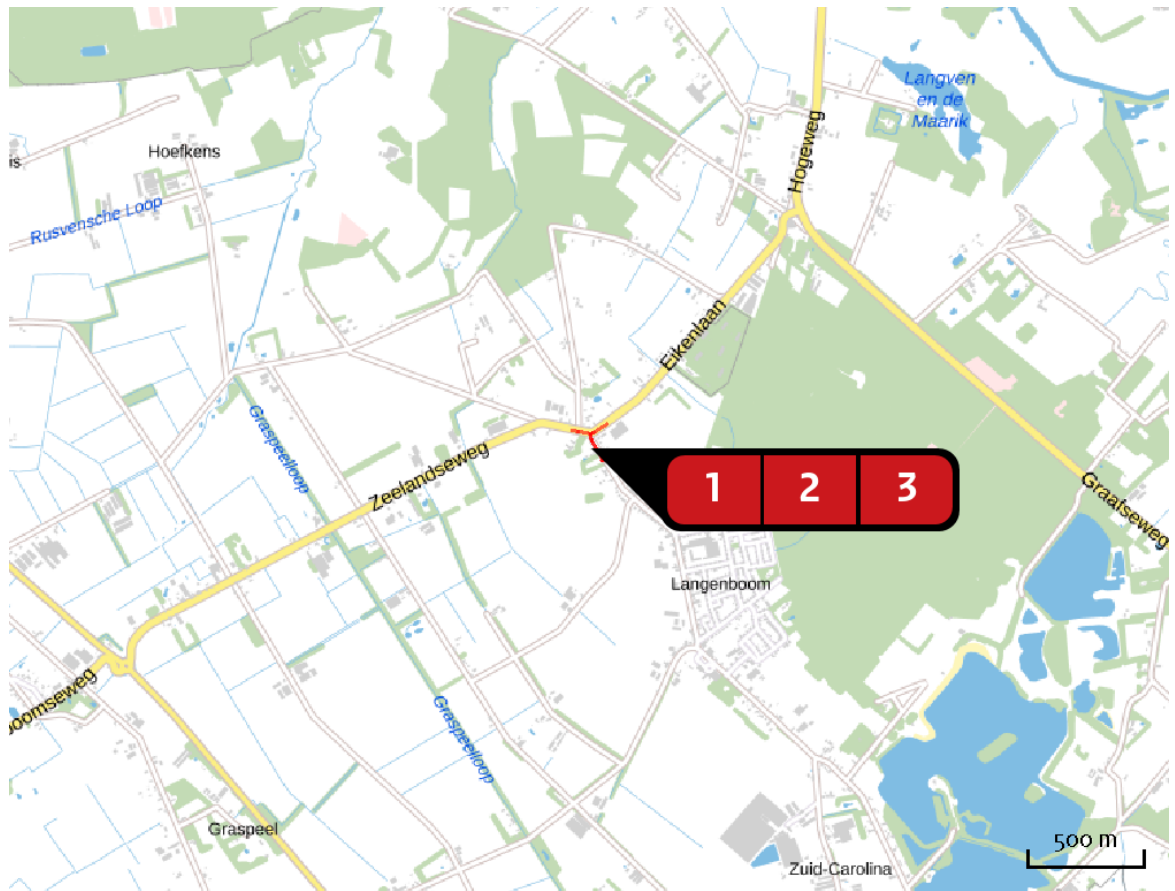 Langven
en de
Maarik
Hogeweg
Hoefkens
Rusvensche Loop
Eikenlaan
Graspeelloop
Zeelandseweg
1 2 3
Graafseweg
Langenboom
oomseweg
Graspeelloop
Graspeel
500 m
Zuid-Carolina